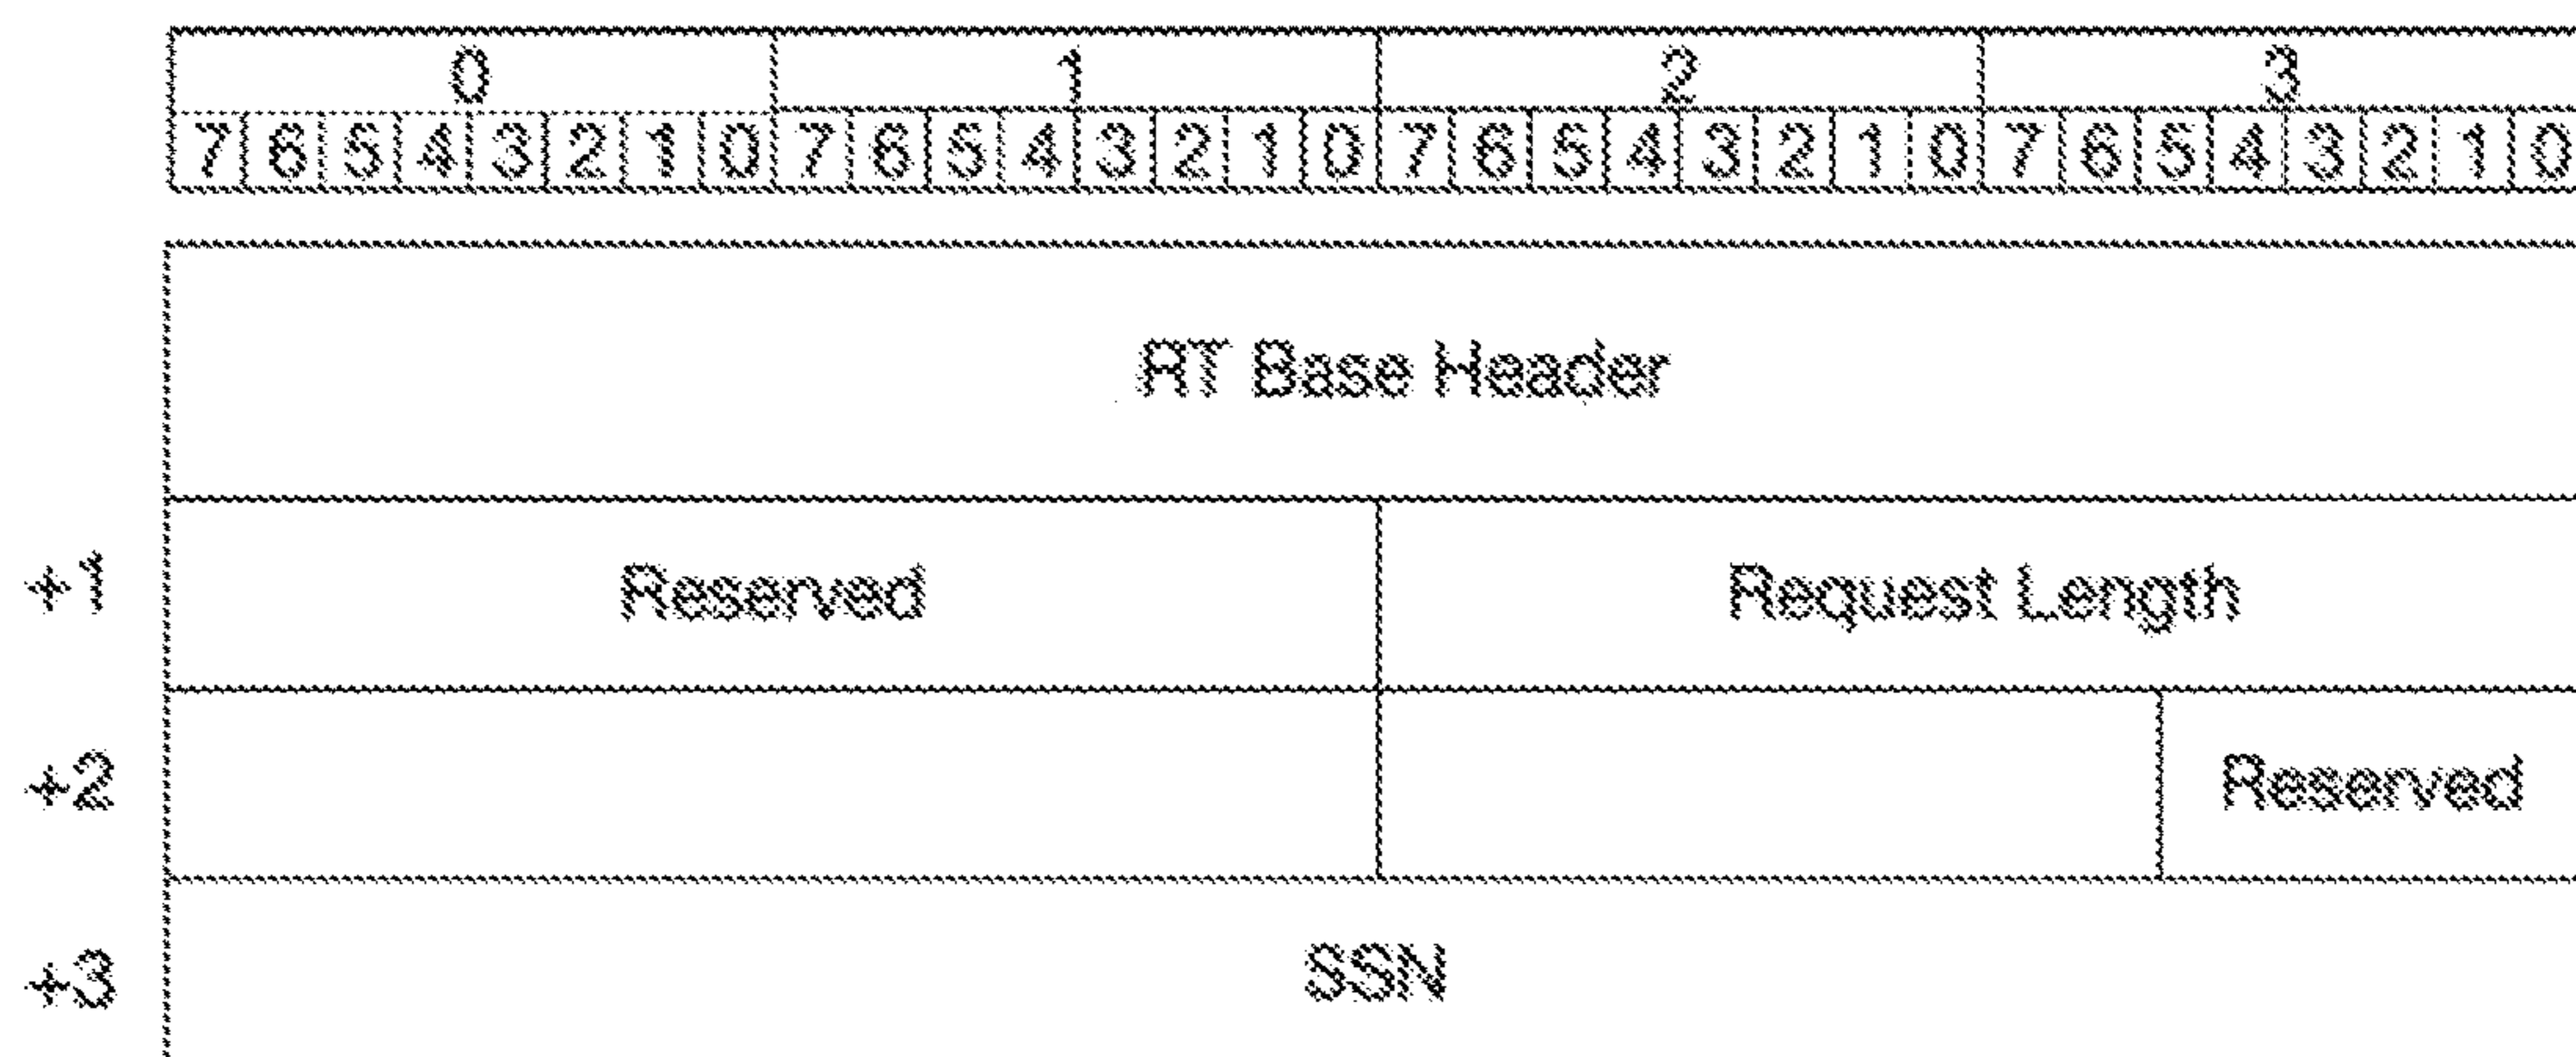 0 1 2 3
7 6 5 4 3 2 1 0 7 6 5 4 3 2 1 0 7 6 5 4 3 2 1 0 7 6 5 4 3 2 1 0
RT Base Header
+1 Reserved Request Length
+2 Reserved
+3 SSN